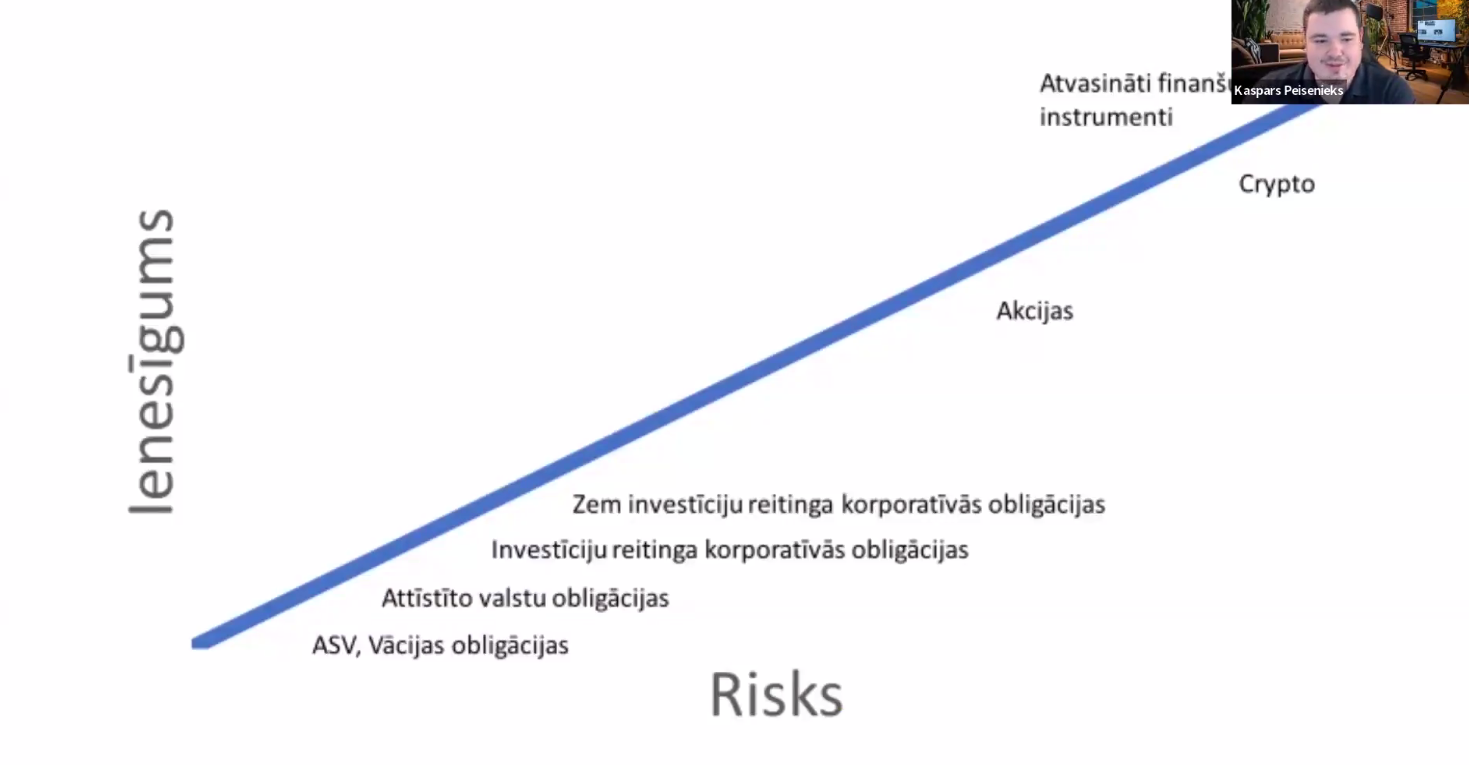 Atvasināti finanšu
instrumenti
Kaspars Peisenieks
Crypto
Ienesīgums
Akcijas
Zem investīciju reitinga korporatīvās obligācijas
Investīciju reitinga korporatīvās obligācijas
Attīstīto valstu obligācijas
ASV, Vācijas obligācijas
Risks